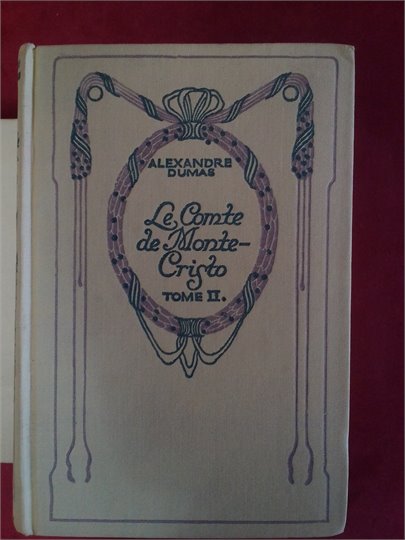 ALEXANDRE
DUMAS
Le Comte
de Monte-
Cristo
TOME II.